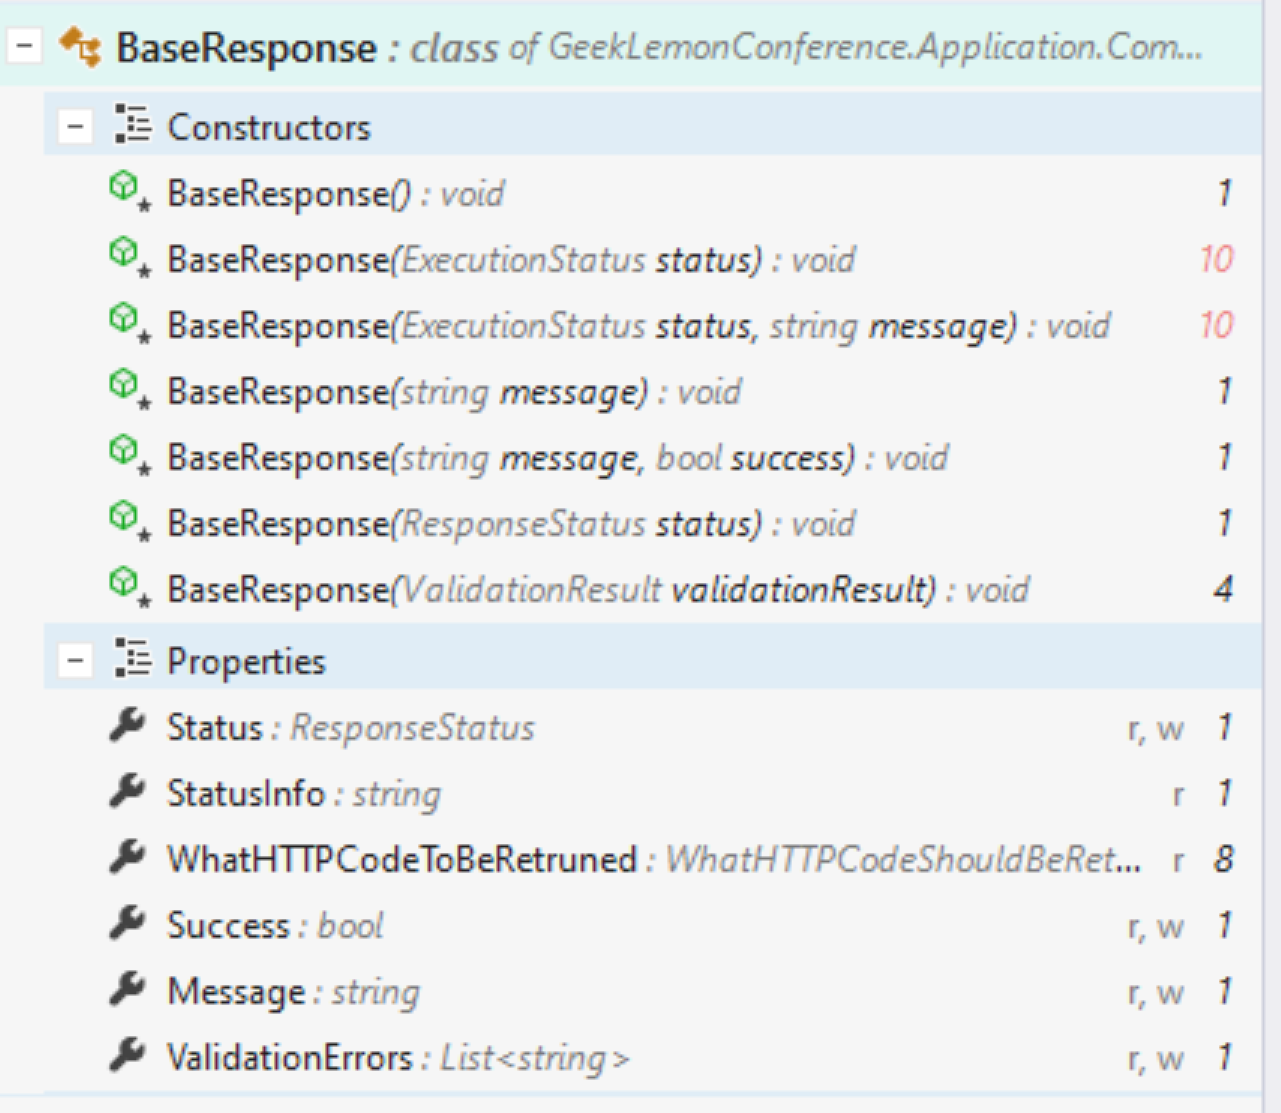 BaseResponse : class of GeekLemonConference.Application.Com...
Constructors
BaseResponse() : void 1
BaseResponse(ExecutionStatus status) : void 10
BaseResponse(ExecutionStatus status, string message) : void 10
BaseResponse(string message) : void 1
BaseResponse(string message, bool success) : void 1
BaseResponse(ResponseStatus status) : void 1
BaseResponse(ValidationResult validationResult) : void 4
Properties
Status : ResponseStatus r, w 1
StatusInfo : string r 1
WhatHTTPCodeToBeRetruned : WhatHTTPCodeShouldBeRet... r 8
Success : bool r, w 1
Message : string r, w 1
ValidationErrors : List<string> r, w 1